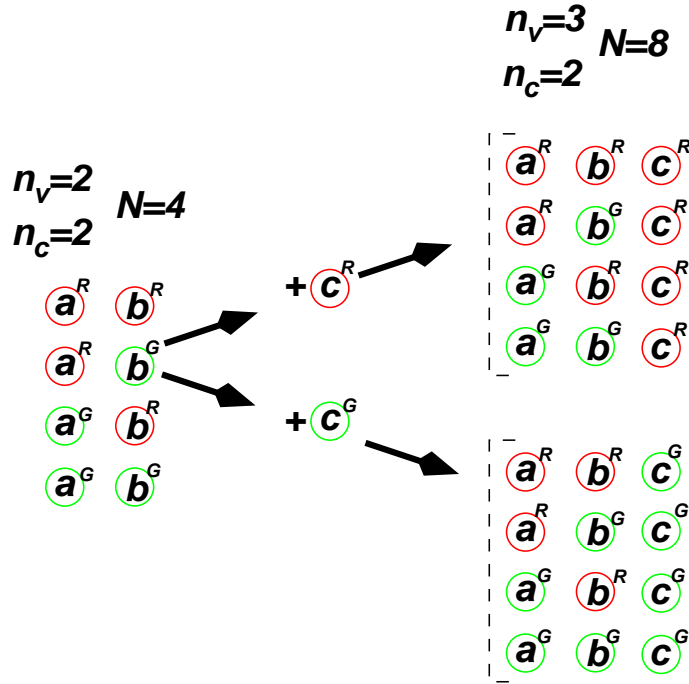 n_v=3
n_c=2 N=8
n_v=2
n_c=2 N=4
a^R b^R
a^R b^G
a^G b^R
a^G b^G
+ c^R
+ c^G
a^R b^R c^R
a^R b^G c^R
a^G b^R c^R
a^G b^G c^R
a^R b^R c^G
a^R b^G c^G
a^G b^R c^G
a^G b^G c^G